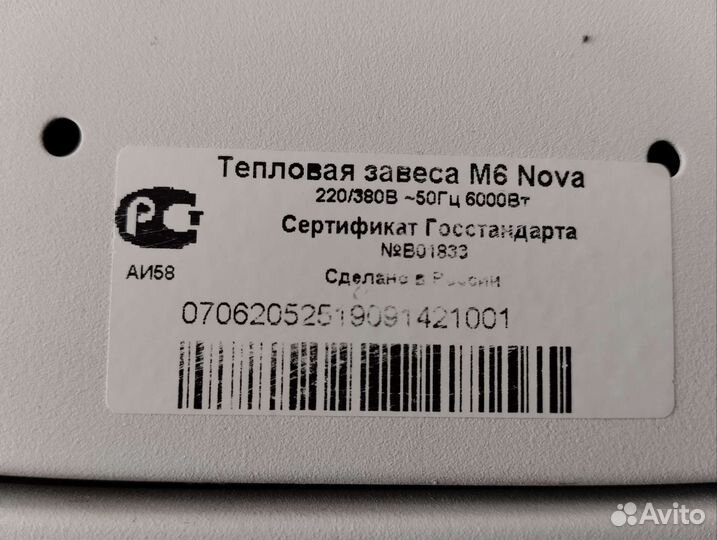 Тепловая завеса М6 Nova
220/380В ~50Гц 6000Вт
Сертификат Госстандарта
№В01833
АИ58
Сделано в России
07062052519091421001
Avito